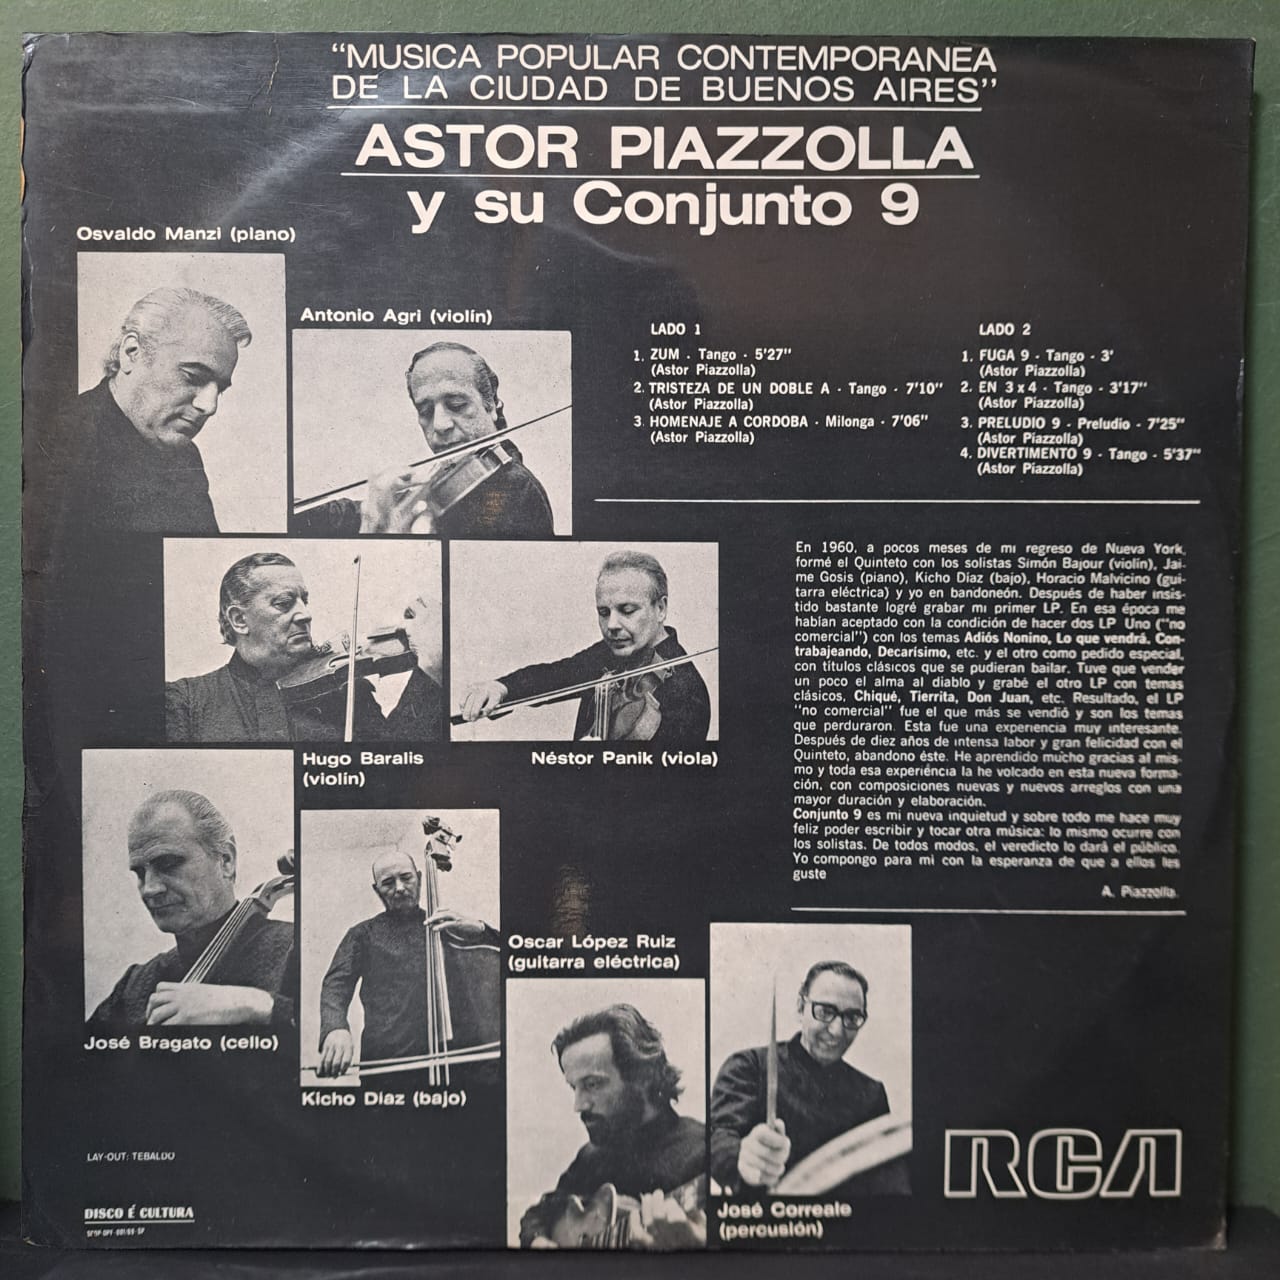 “MUSICA POPULAR CONTEMPORANEA
DE LA CIUDAD DE BUENOS AIRES”
ASTOR PIAZZOLLA
y su Conjunto 9
Osvaldo Manzi (piano)
Antonio Agri (violín)
LADO 1
1. ZUM . Tango - 5'27"
(Astor Piazzolla)
2. TRISTEZA DE UN DOBLE A - Tango - 7'10"
(Astor Piazzolla)
3. HOMENAJE A CORDOBA - Milonga - 7'06"
(Astor Piazzolla)
LADO 2
1. FUGA 9 - Tango - 3'
(Astor Piazzolla)
2. EN 3 x 4 - Tango - 3'17"
(Astor Piazzolla)
3. PRELUDIO 9 - Preludio - 7'25"
(Astor Piazzolla)
4. DIVERTIMENTO 9 - Tango - 5'37"
(Astor Piazzolla)
En 1960, a pocos meses de mi regreso de Nueva York,
formé el Quinteto con los solistas Simón Bajour (violín), Jai-
me Gosis (piano), Kicho Diaz (bajo), Horacio Malvicino (gui-
tarra eléctrica) y yo en bandoneón. Después de haber insis-
tido bastante logré grabar mi primer LP. En esa época me
habían aceptado con la condición de hacer dos LP Uno (“no
comercial”) con los temas Adiós Nonino, Lo que vendrá, Con-
trabajeando, Decarísimo, etc. y el otro como pedido especial,
con títulos clásicos que se pudieran bailar. Tuve que vender
un poco el alma al diablo y grabé el otro LP con temas
clásicos, Chiqué, Tierrita, Don Juan, etc. Resultado, el LP
“no comercial” fue el que más se vendió y son los temas
que perduraron. Esta fue una experiencia muy interesante.
Después de diez años de intensa labor y gran felicidad con el
Quinteto, abandono éste. He aprendido mucho gracias al mis-
mo y toda esa experiéncia la he volcado en esta nueva forma-
ción, con composiciones nuevas y nuevos arreglos con una
mayor duración y elaboración.
Conjunto 9 es mi nueva inquietud y sobre todo me hace muy
feliz poder escribir y tocar otra música: lo mismo ocurre con
los solistas. De todos modos, el veredicto lo dará el público.
Yo compongo para mi con la esperanza de que a ellos les
guste
A. Piazzolla.
Hugo Baralis
(violín)
Néstor Panik (viola)
José Bragato (cello)
Kicho Díaz (bajo)
Oscar López Ruiz
(guitarra eléctrica)
José Correale
(percusión)
RCA
LAY-OUT: TEBALDO
DISCO É CULTURA